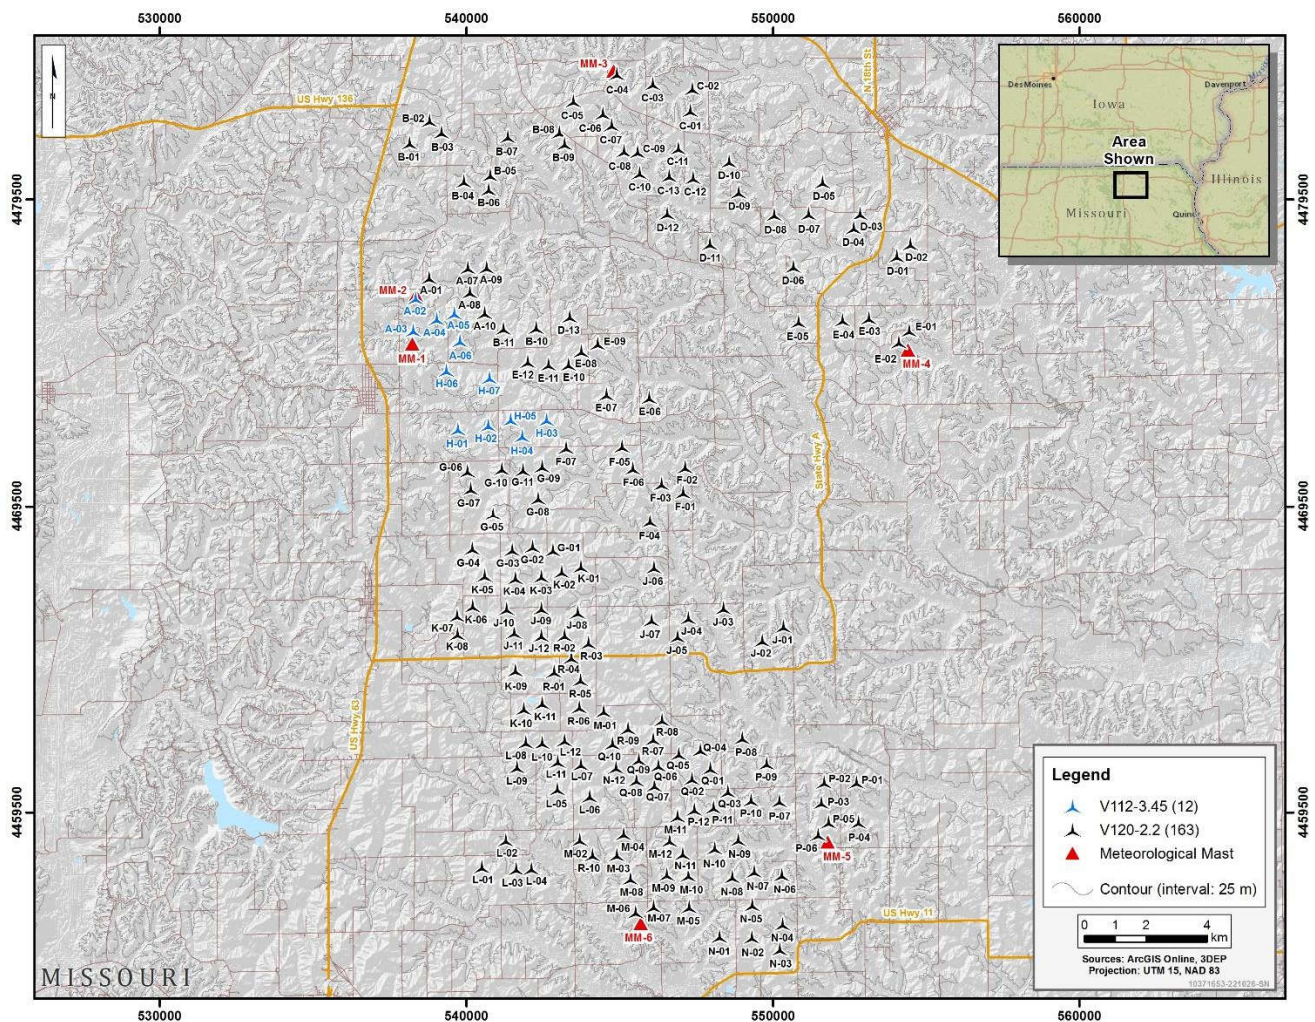 530000 540000 550000 560000
N
US Hwy 136
N 18th St
MM-3
C-04
C-03
C-02
C-05
C-06
C-01
C-07
B-02
B-01
B-03
B-08
B-07
B-09
C-08
C-09
C-11
B-05
B-04
B-06
C-10
C-13
C-12
D-10
D-09
D-05
4479500
4479500
D-12
D-08
D-07
D-03
D-04
D-11
D-02
D-01
D-06
Des Moines
Davenport
Iowa
Area
Shown
Illinois
Missouri
Quincy
A-01
A-07
A-09
MM-2
A-02
A-08
A-03
A-04
A-05
A-10
MM-1
A-06
B-11
B-10
D-13
E-09
E-08
E-12
E-11
E-10
E-05
E-04
E-03
E-01
E-02
MM-4
H-06
H-07
E-07
E-06
H-05
H-01
H-02
H-03
H-04
State Hwy A
F-07
F-05
G-06
G-10
G-11
G-09
F-06
F-02
G-07
F-03
F-01
G-08
4469500
4469500
G-05
F-04
G-04
G-03
G-02
G-01
K-05
K-04
K-03
K-02
K-01
J-06
K-07
K-06
J-10
J-09
J-08
K-08
J-11
J-12
R-02
R-03
J-07
J-04
J-03
J-05
J-01
J-02
R-04
K-09
R-01
R-05
US Hwy 63
K-10
K-11
R-06
M-01
R-09
R-08
L-08
L-10
L-12
Q-10
R-07
Q-04
P-08
L-09
L-11
L-07
N-12
Q-09
Q-06
Q-05
Q-01
P-09
L-05
L-06
Q-08
Q-07
Q-02
Q-03
P-02
P-01
P-10
P-07
P-03
4459500
4459500
P-12
P-11
P-05
P-04
M-11
P-06
MM-5
L-02
M-02
M-04
R-10
M-03
M-12
N-11
N-10
N-09
L-01
L-03
L-04
M-08
M-09
M-10
N-08
N-07
N-06
M-06
M-07
M-05
N-05
MM-6
US Hwy 11
N-01
N-02
N-04
N-03
MISSOURI
Legend
V112-3.45 (12)
V120-2.2 (163)
Meteorological Mast
Contour (interval: 25 m)
0 1 2 4
km
Sources: ArcGIS Online, 3DEP
Projection: UTM 15, NAD 83
10371653-221026-SN
530000 540000 550000 560000